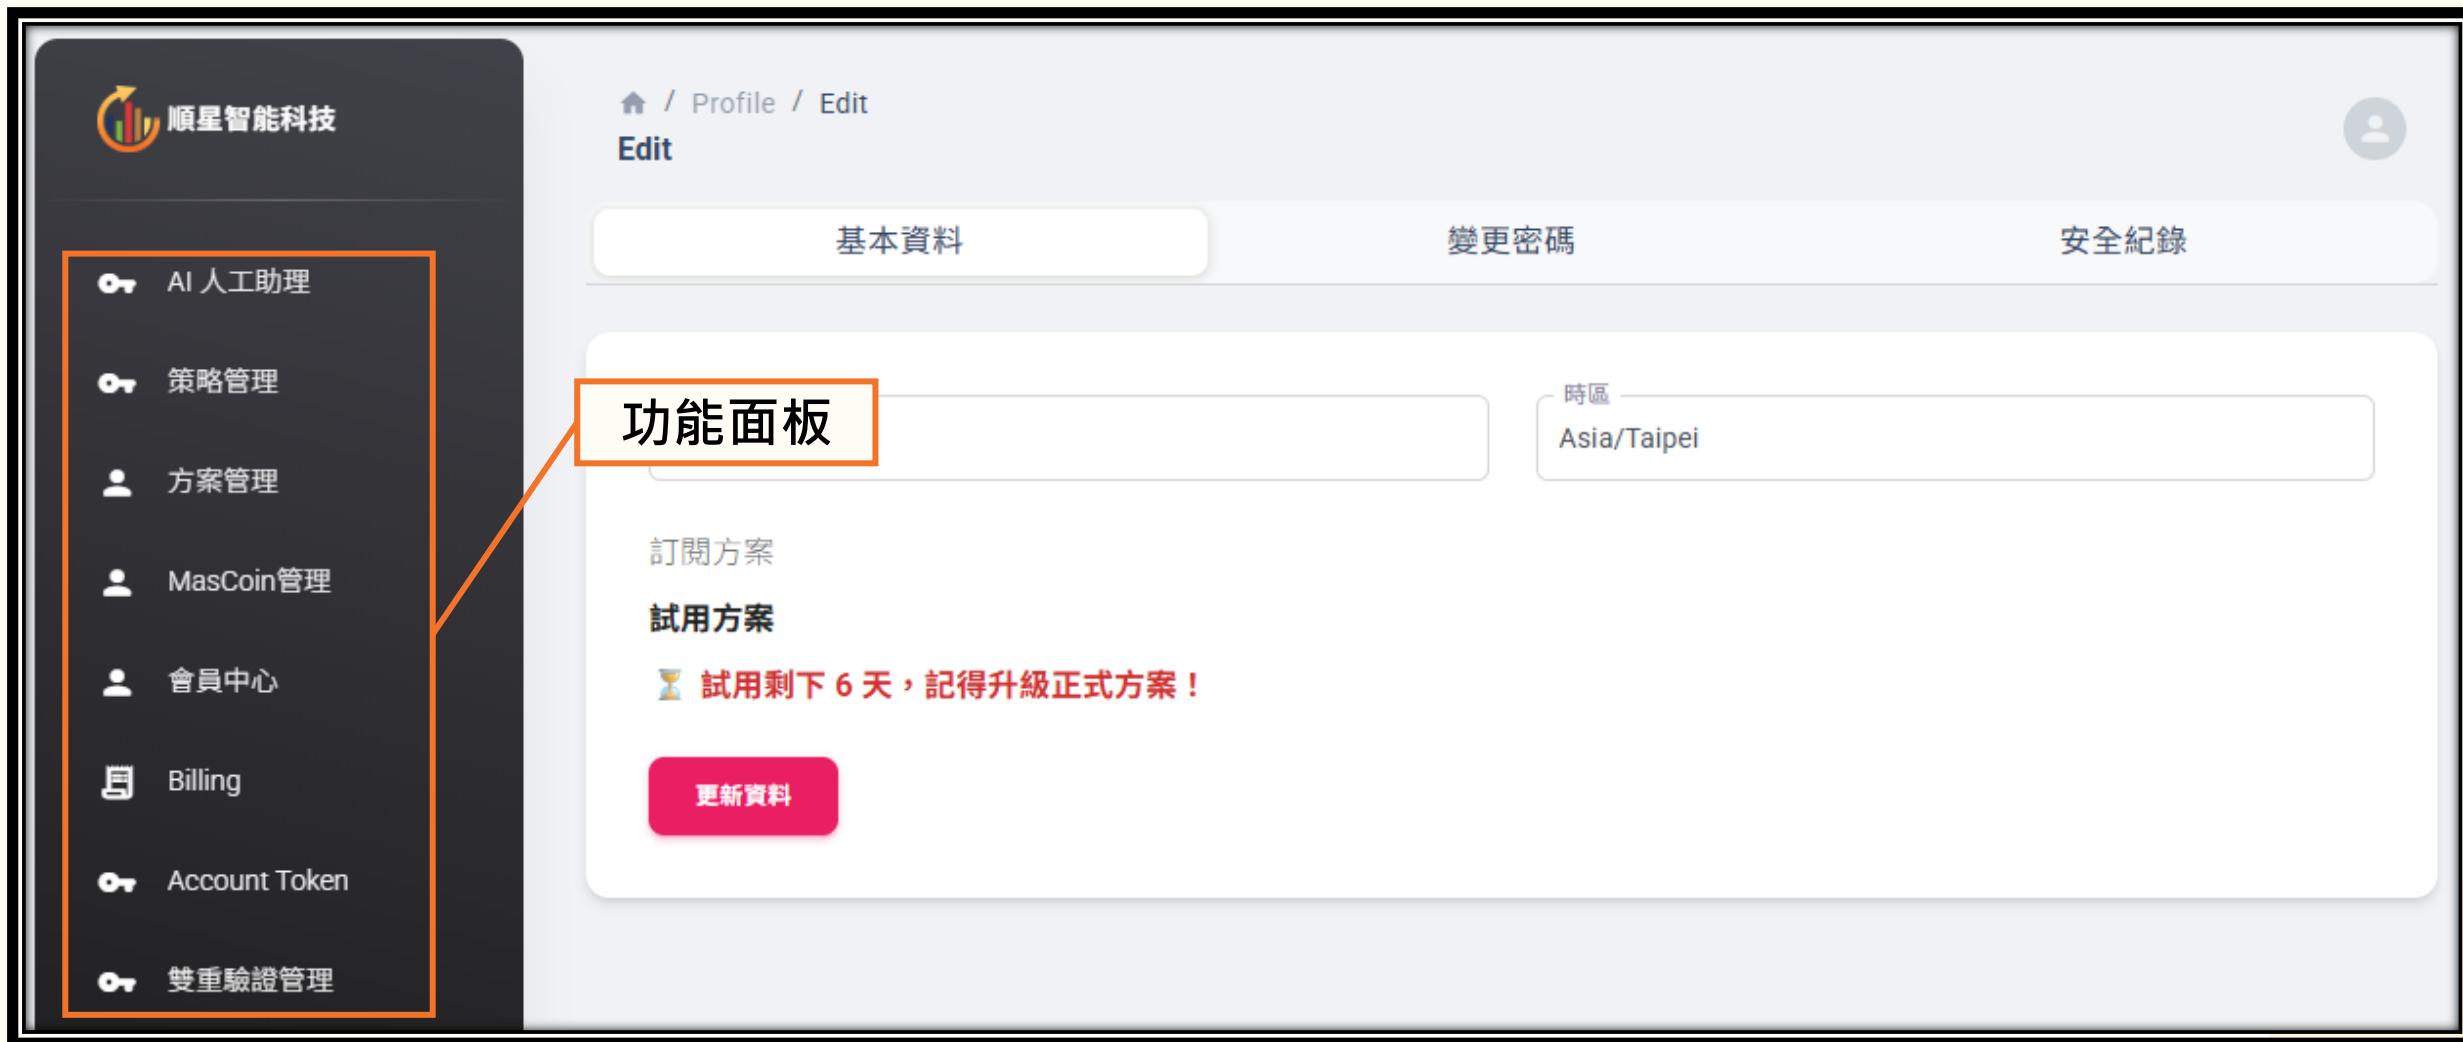 順星智能科技
AI 人工助理
策略管理
方案管理
MasCoin管理
會員中心
Billing
Account Token
雙重驗證管理
功能面板
/ Profile / Edit
Edit
基本資料
變更密碼
安全紀錄
時區
Asia/Taipei
訂閱方案
試用方案
試用剩下 6 天，記得升級正式方案！
更新資料